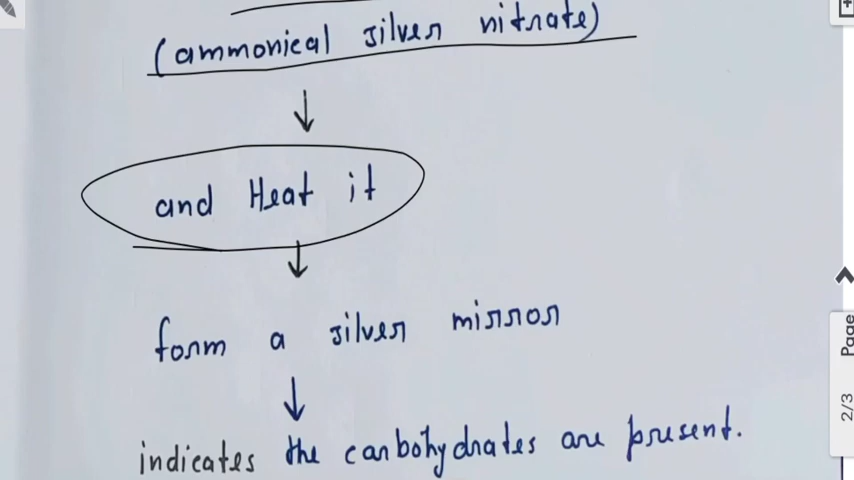 (ammonical silver nitrate)
and Heat it
form a silver mirror
indicates the carbohydrates are present.
Page
2/3